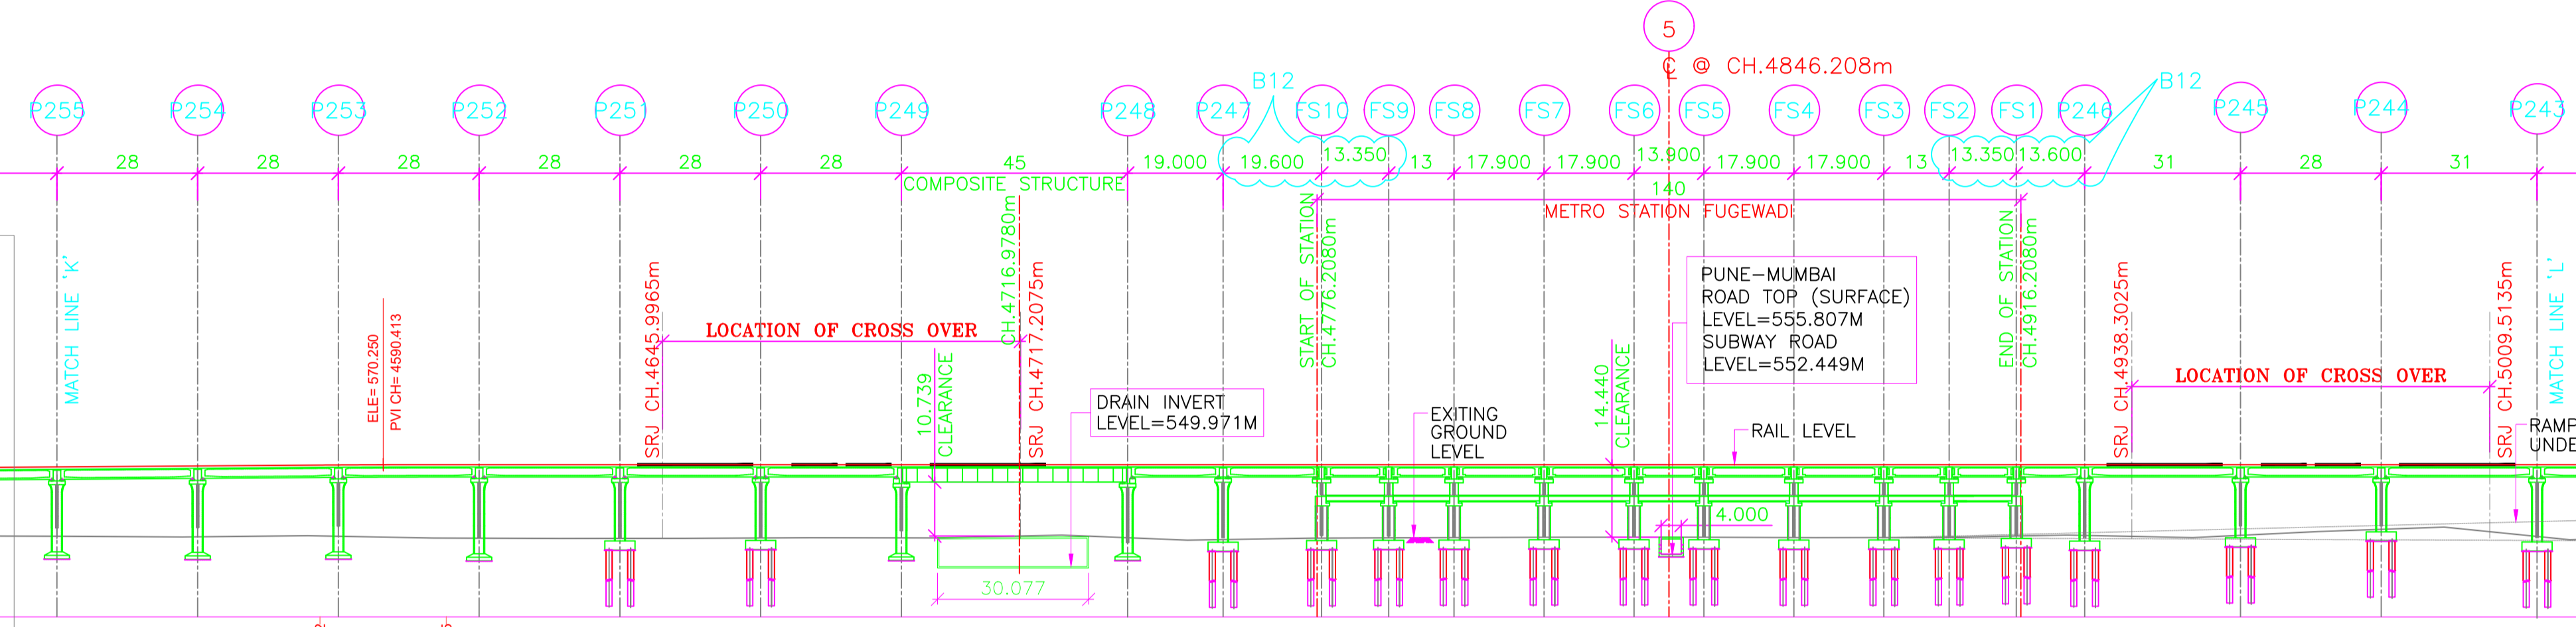 5
℄ @ CH.4846.208m
B12
B12
P255
P254
P253
P252
P251
P250
P249
P248
P247
FS10
FS9
FS8
FS7
FS6
FS5
FS4
FS3
FS2
FS1
P246
P245
P244
P243
28
28
28
28
28
28
45
19.000
19.600
13.350
13
17.900
17.900
13.900
17.900
17.900
13
13.350
13.600
31
28
31
COMPOSITE STRUCTURE
140
METRO STATION FUGEWADI
MATCH LINE 'K'
ELE= 570.250
PVI CH= 4590.413
SRJ CH.4645.9965m
LOCATION OF CROSS OVER
CH.4716.9780m
SRJ CH.4717.2075m
10.739
CLEARANCE
DRAIN INVERT
LEVEL=549.971M
30.077
START OF STATION
CH.4776.2080m
EXITING
GROUND
LEVEL
14.440
CLEARANCE
PUNE-MUMBAI
ROAD TOP (SURFACE)
LEVEL=555.807M
SUBWAY ROAD
LEVEL=552.449M
RAIL LEVEL
4.000
END OF STATION
CH.4916.2080m
SRJ CH.4938.3025m
LOCATION OF CROSS OVER
SRJ CH.5009.5135m
MATCH LINE 'L'
RAMP
UNDE